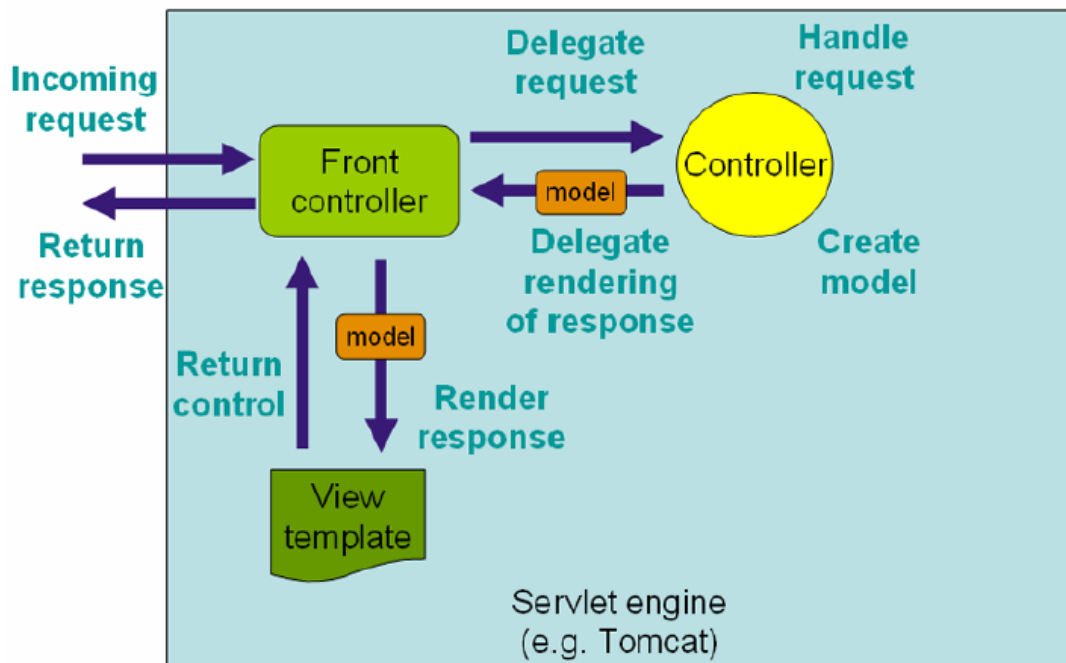 Incoming
request
Return
response
Front
controller
Delegate
request
Handle
request
Controller
model
Delegate
rendering
of response
Create
model
model
Return
control
Render
response
View
template
Servlet engine
(e.g. Tomcat)